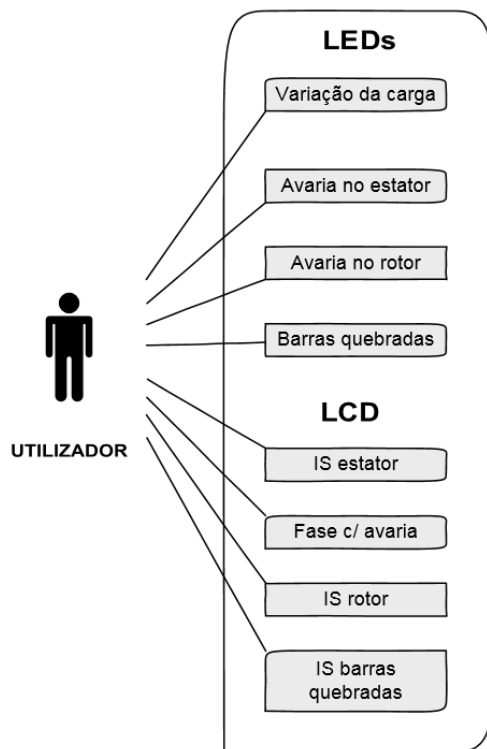 LEDs
Variação da carga
Avaria no estator
Avaria no rotor
Barras quebradas
LCD
UTILIZADOR
IS estator
Fase c/ avaria
IS rotor
IS barras
quebradas